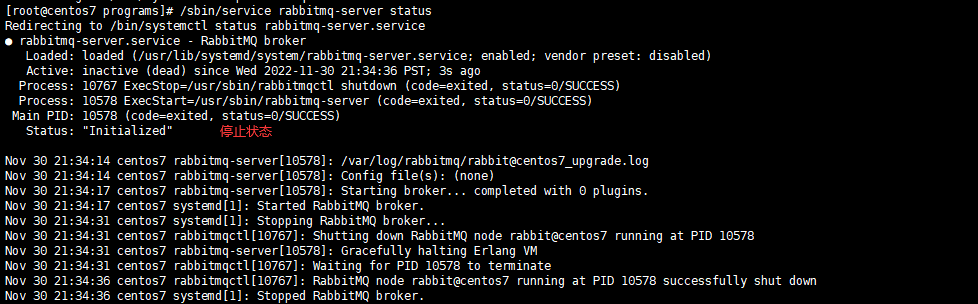 [root@centos7 programs]# /sbin/service rabbitmq-server status
Redirecting to /bin/systemctl status rabbitmq-server.service
● rabbitmq-server.service - RabbitMQ broker
   Loaded: loaded (/usr/lib/systemd/system/rabbitmq-server.service; enabled; vendor preset: disabled)
   Active: inactive (dead) since Wed 2022-11-30 21:34:36 PST; 3s ago
  Process: 10767 ExecStop=/usr/sbin/rabbitmqctl shutdown (code=exited, status=0/SUCCESS)
  Process: 10578 ExecStart=/usr/sbin/rabbitmq-server (code=exited, status=0/SUCCESS)
 Main PID: 10578 (code=exited, status=0/SUCCESS)
   Status: "Initialized" 停止状态
Nov 30 21:34:14 centos7 rabbitmq-server[10578]: /var/log/rabbitmq/rabbit@centos7_upgrade.log
Nov 30 21:34:14 centos7 rabbitmq-server[10578]: Config file(s): (none)
Nov 30 21:34:17 centos7 rabbitmq-server[10578]: Starting broker... completed with 0 plugins.
Nov 30 21:34:17 centos7 systemd[1]: Started RabbitMQ broker.
Nov 30 21:34:31 centos7 systemd[1]: Stopping RabbitMQ broker...
Nov 30 21:34:31 centos7 rabbitmqctl[10767]: Shutting down RabbitMQ node rabbit@centos7 running at PID 10578
Nov 30 21:34:31 centos7 rabbitmq-server[10578]: Gracefully halting Erlang VM
Nov 30 21:34:31 centos7 rabbitmqctl[10767]: Waiting for PID 10578 to terminate
Nov 30 21:34:36 centos7 rabbitmqctl[10767]: RabbitMQ node rabbit@centos7 running at PID 10578 successfully shut down
Nov 30 21:34:36 centos7 systemd[1]: Stopped RabbitMQ broker.